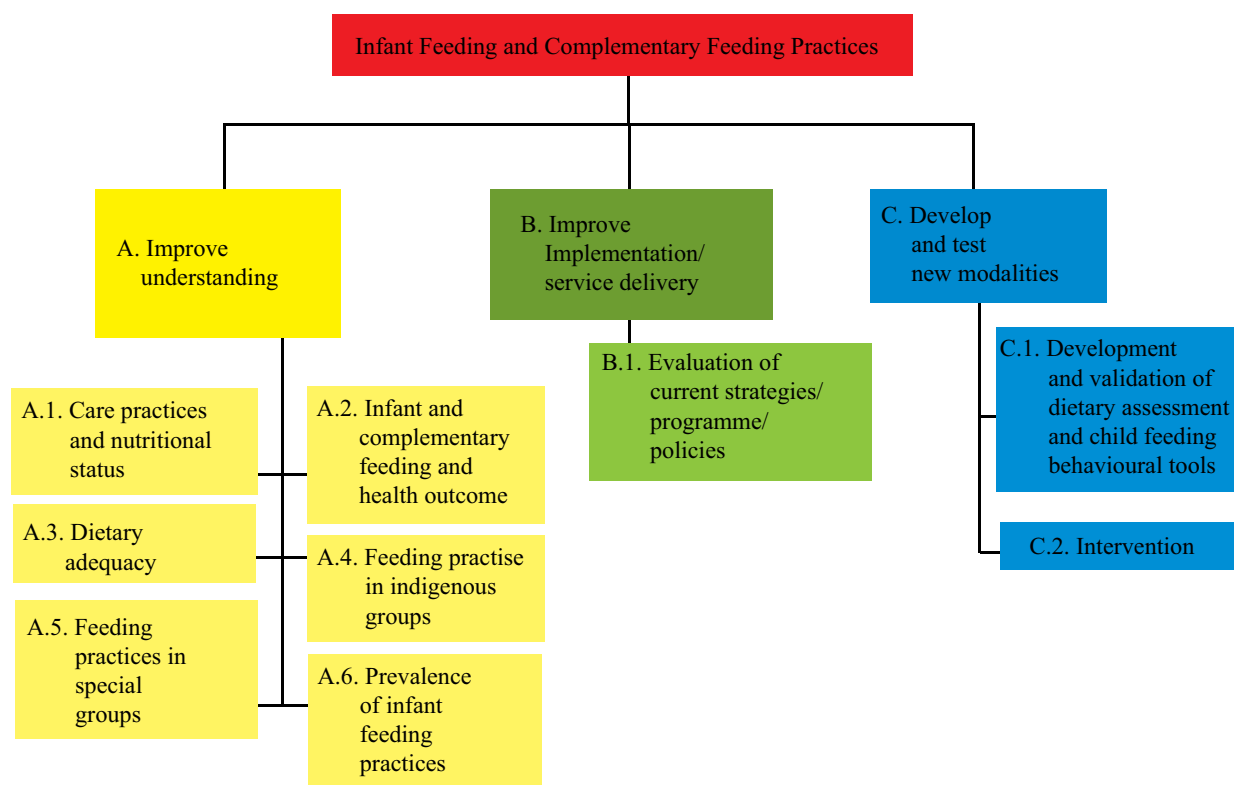 Infant Feeding and Complementary Feeding Practices
A. Improve
understanding
B. Improve
Implementation/
service delivery
C. Develop
and test
new modalities
A.1. Care practices
and nutritional
status
A.2. Infant and
complementary
feeding and
health outcome
A.3. Dietary
adequacy
A.4. Feeding practise
in indigenous
groups
A.5. Feeding
practices in
special
groups
A.6. Prevalence
of infant
feeding
practices
B.1. Evaluation of
current strategies/
programme/
policies
C.1. Development
and validation of
dietary assessment
and child feeding
behavioural tools
C.2. Intervention